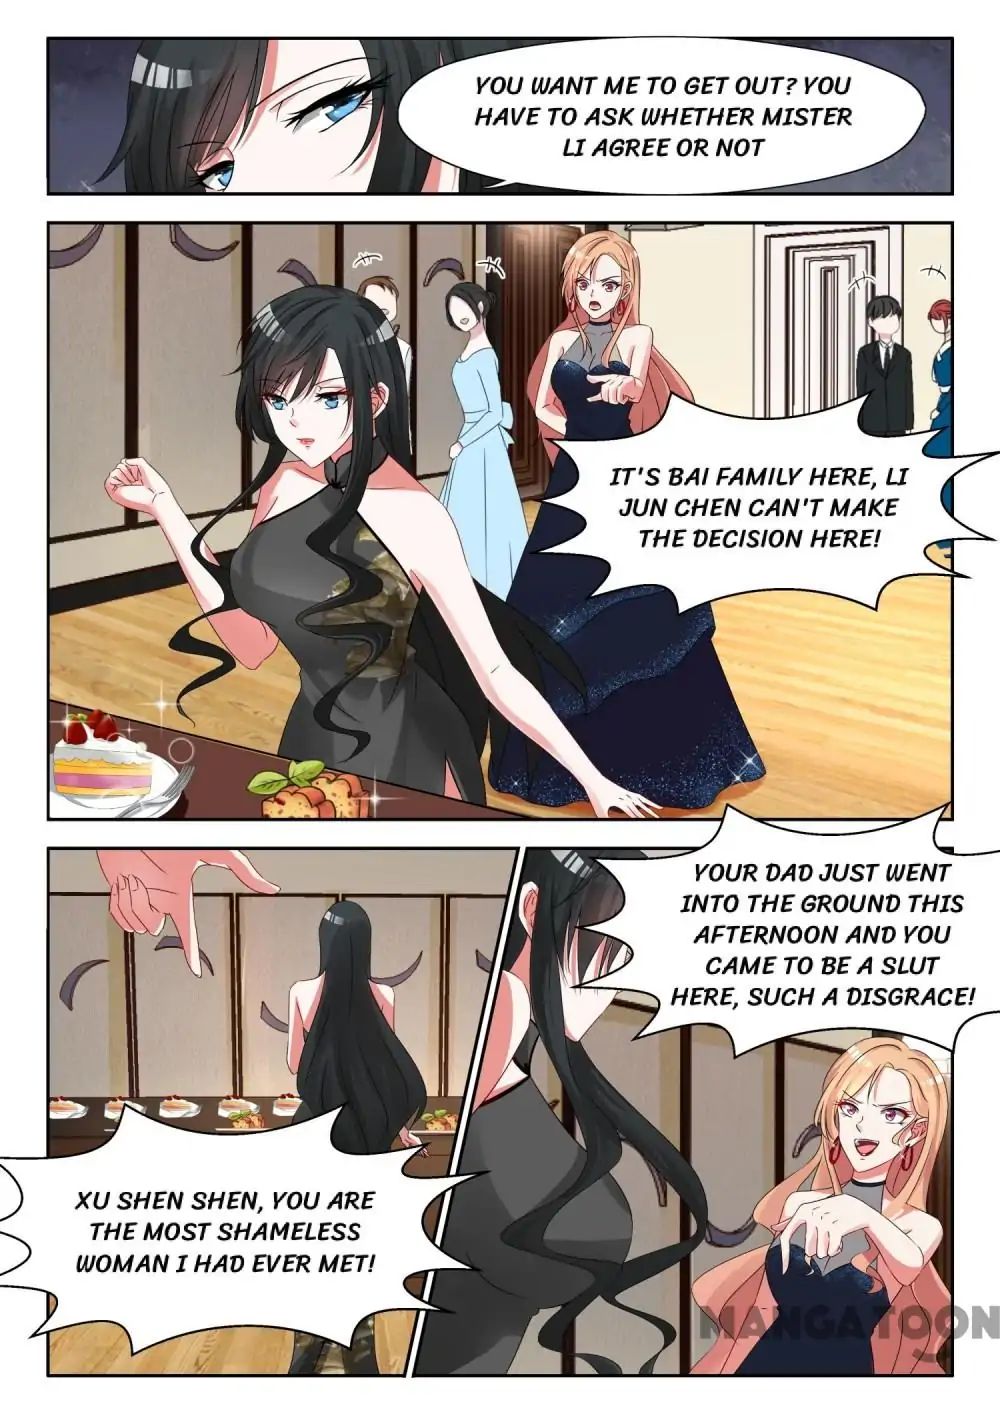 YOU WANT ME TO GET OUT? YOU
HAVE TO ASK WHETHER MISTER
LI AGREE OR NOT
IT'S BAI FAMILY HERE, LI
JUN CHEN CAN'T MAKE
THE DECISION HERE!
XU SHEN SHEN, YOU ARE
THE MOST SHAMELESS
WOMAN I HAD EVER MET!
YOUR DAD JUST WENT
INTO THE GROUND THIS
AFTERNOON AND YOU
CAME TO BE A SLUT
HERE, SUCH A DISGRACE!
MANGATOON